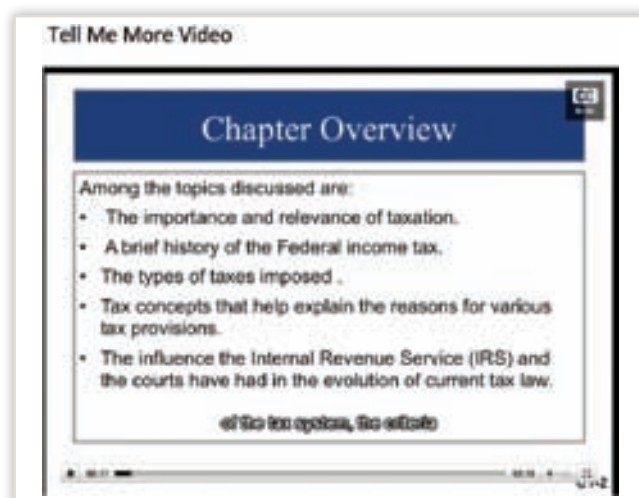 Tell Me More Video
CC
Chapter Overview
Among the topics discussed are:
• The importance and relevance of taxation.
• A brief history of the Federal income tax.
• The types of taxes imposed .
• Tax concepts that help explain the reasons for various
tax provisions.
• The influence the Internal Revenue Service (IRS) and
the courts have had in the evolution of current tax law.
of the tax system, the criteria